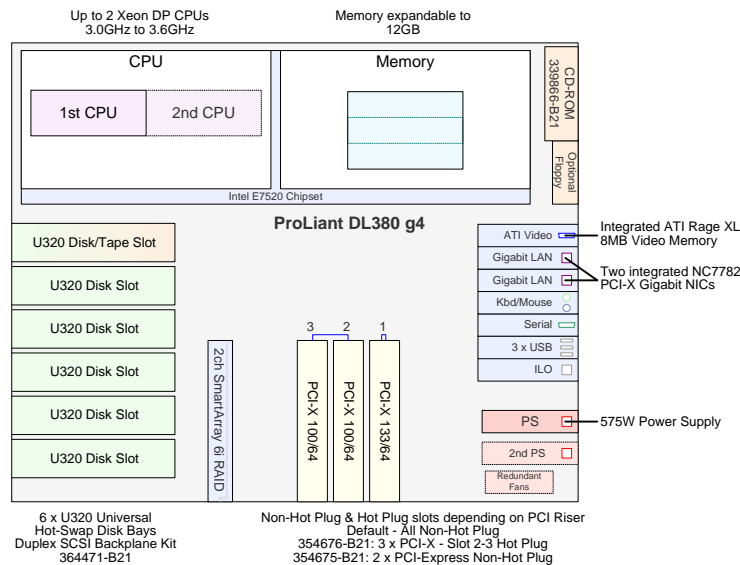 Up to 2 Xeon DP CPUs
3.0GHz to 3.6GHz
Memory expandable to
12GB
CPU
Memory
1st CPU
2nd CPU
CD-ROM
339866-B21
Optional
Floppy
Intel E7520 Chipset
ProLiant DL380 g4
U320 Disk/Tape Slot
U320 Disk Slot
U320 Disk Slot
U320 Disk Slot
U320 Disk Slot
U320 Disk Slot
2ch SmartArray 6i RAID
3
2
1
PCI-X 100/64
PCI-X 100/64
PCI-X 133/64
ATI Video
Gigabit LAN
Gigabit LAN
Kbd/Mouse
Serial
3 x USB
ILO
Integrated ATI Rage XL
8MB Video Memory
Two integrated NC7782
PCI-X Gigabit NICs
PS
575W Power Supply
2nd PS
Redundant
Fans
6 x U320 Universal
Hot-Swap Disk Bays
Duplex SCSI Backplane Kit
364471-B21
Non-Hot Plug & Hot Plug slots depending on PCI Riser
Default - All Non-Hot Plug
354676-B21: 3 x PCI-X - Slot 2-3 Hot Plug
354675-B21: 2 x PCI-Express Non-Hot Plug